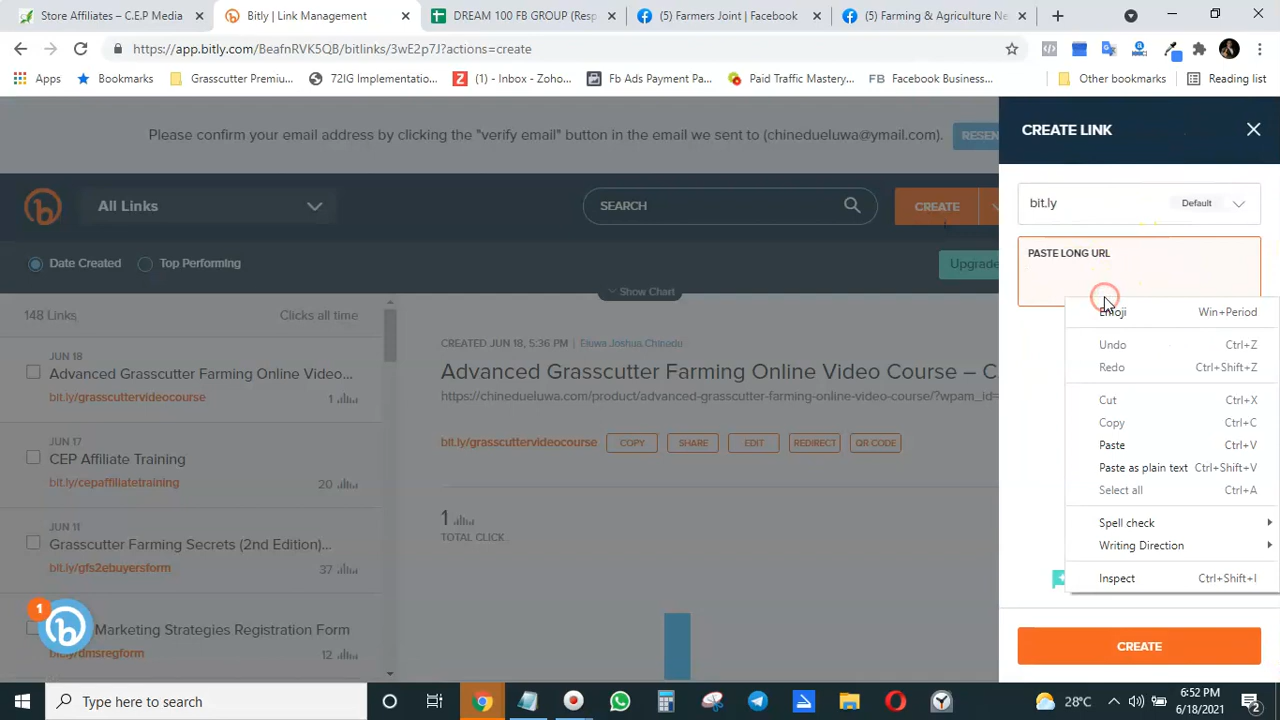 Store Affiliates – C.E.P Media
Bitly | Link Management
DREAM 100 FB GROUP (Resp
(5) Farmers Joint | Facebook
(5) Farming & Agriculture Ne
https://app.bitly.com/BeafnRVK5QB/bitlinks/3wE2p7J?actions=create
Apps
Bookmarks
Grasscutter Premiu...
72IG Implementatio...
(1) - Inbox - Zoho...
Fb Ads Payment Pa...
Paid Traffic Mastery...
FB Facebook Business...
Other bookmarks
Reading list
Please confirm your email address by clicking the "verify email" button in the email we sent to (chinedueluwa@ymail.com).
RESEN
CREATE LINK
All Links
SEARCH
CREATE
bit.ly
Default
Date Created
Top Performing
Upgrade
PASTE LONG URL
Show Chart
148 Links
Clicks all time
JUN 18
Advanced Grasscutter Farming Online Video...
bit.ly/grasscuttervideocourse
1
JUN 17
CEP Affiliate Training
bit.ly/cepaffiliatetraining
20
JUN 11
Grasscutter Farming Secrets (2nd Edition)...
bit.ly/gfs2ebuyersform
37
Marketing Strategies Registration Form
bit.ly/dmsregform
12
1
CREATED JUN 18, 5:36 PM | Eluwa Joshua Chinedu
Advanced Grasscutter Farming Online Video Course – C
https://chinedueluwa.com/product/advanced-grasscutter-farming-online-video-course/?wpam_id=
bit.ly/grasscuttervideocourse
COPY
SHARE
EDIT
REDIRECT
QR CODE
1
TOTAL CLICK
Emoji Win+Period
Undo Ctrl+Z
Redo Ctrl+Shift+Z
Cut Ctrl+X
Copy Ctrl+C
Paste Ctrl+V
Paste as plain text Ctrl+Shift+V
Select all Ctrl+A
Spell check
Writing Direction
Inspect Ctrl+Shift+I
CREATE
Type here to search
28°C
6:52 PM
6/18/2021
2